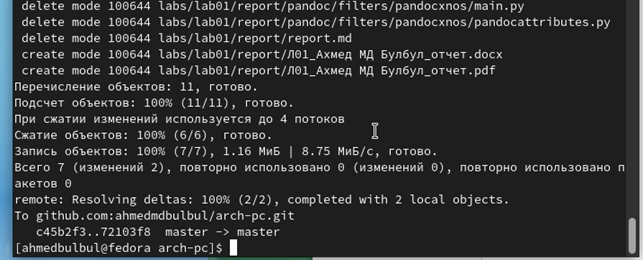 delete mode 100644 labs/lab01/report/pandoc/filters/pandocxnos/main.py
delete mode 100644 labs/lab01/report/pandoc/filters/pandocxnos/pandocattributes.py
delete mode 100644 labs/lab01/report/report.md
create mode 100644 labs/lab01/report/Л01_Ахмед МД Булбул_отчет.docx
create mode 100644 labs/lab01/report/Л01_Ахмед МД Булбул_отчет.pdf
Перечисление объектов: 11, готово.
Подсчет объектов: 100% (11/11), готово.
При сжатии изменений используется до 4 потоков
Сжатие объектов: 100% (6/6), готово.
Запись объектов: 100% (7/7), 1.16 МиБ | 8.75 МиБ/с, готово.
Всего 7 (изменений 2), повторно использовано 0 (изменений 0), повторно использовано п
акетов 0
remote: Resolving deltas: 100% (2/2), completed with 2 local objects.
To github.com:ahmedmdbulbul/arch-pc.git
c45b2f3..72103f8  master -> master
[ahmedbulbul@fedora arch-pc]$